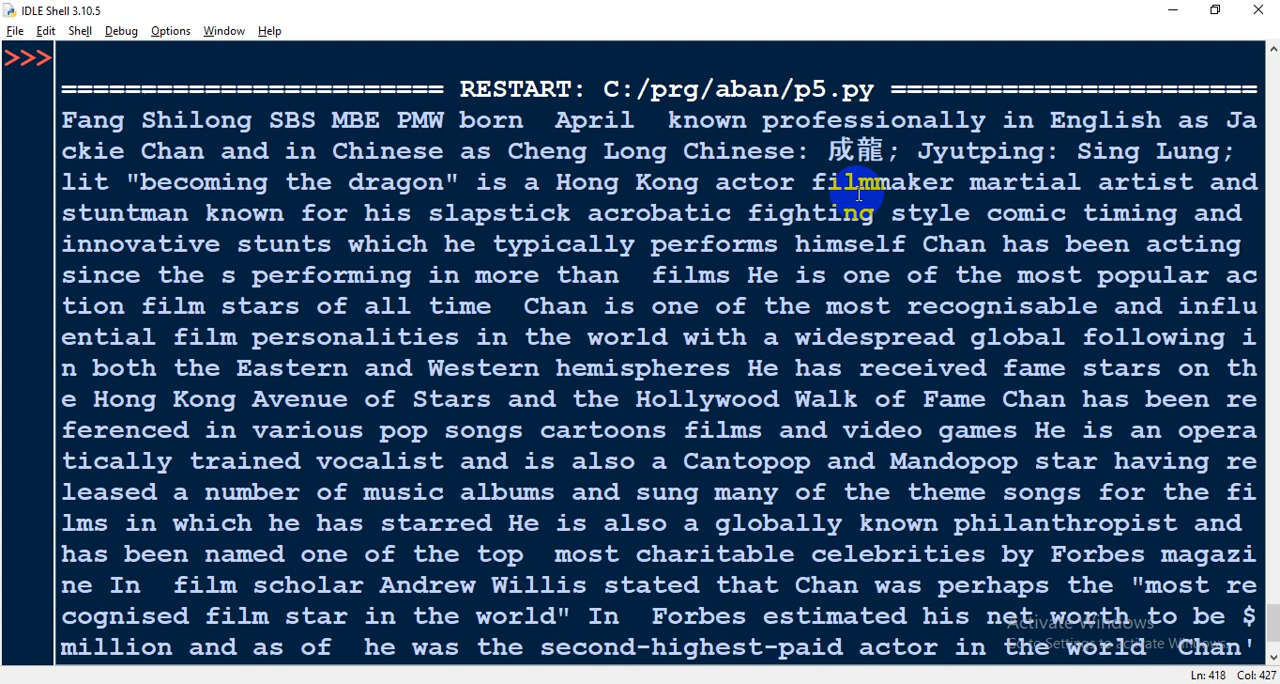 IDLE Shell 3.10.5
File Edit Shell Debug Options Window Help
>>>
======================== RESTART: C:/prg/aban/p5.py =======================
Fang Shilong SBS MBE PMW born  April  known professionally in English as Ja
ckie Chan and in Chinese as Cheng Long Chinese: 成龍; Jyutping: Sing Lung;
lit "becoming the dragon" is a Hong Kong actor filmmaker martial artist and
stuntman known for his slapstick acrobatic fighting style comic timing and
innovative stunts which he typically performs himself Chan has been acting
since the s performing in more than  films He is one of the most popular ac
tion film stars of all time  Chan is one of the most recognisable and influ
ential film personalities in the world with a widespread global following i
n both the Eastern and Western hemispheres He has received fame stars on th
e Hong Kong Avenue of Stars and the Hollywood Walk of Fame Chan has been re
ferenced in various pop songs cartoons films and video games He is an opera
tically trained vocalist and is also a Cantopop and Mandopop star having re
leased a number of music albums and sung many of the theme songs for the fi
lms in which he has starred He is also a globally known philanthropist and
has been named one of the top  most charitable celebrities by Forbes magazi
ne In  film scholar Andrew Willis stated that Chan was perhaps the "most re
cognised film star in the world" In  Forbes estimated his net worth to be $
million and as of  he was the second-highest-paid actor in the world  Chan'
Activate Windows
Go to Settings to activate Windows.
Ln: 418 Col: 427